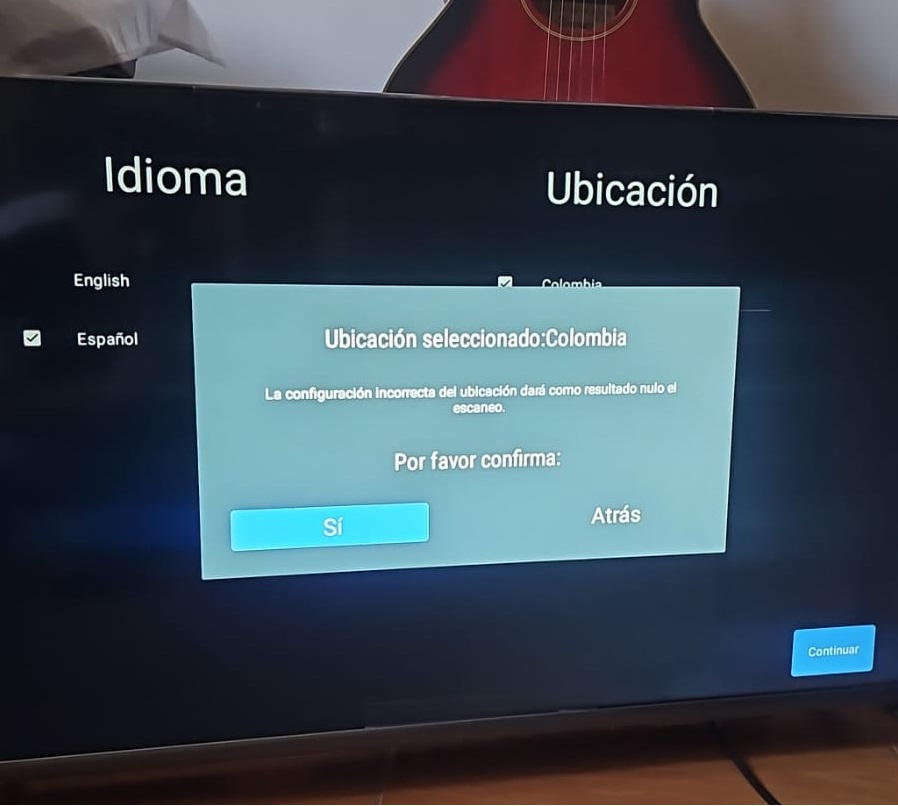 Idioma
Ubicación
English
Colombia
Español
Ubicación seleccionado:Colombia
La configuración incorrecta del ubicación dará como resultado nulo el
escaneo.
Por favor confirma:
Sí
Atrás
Continuar